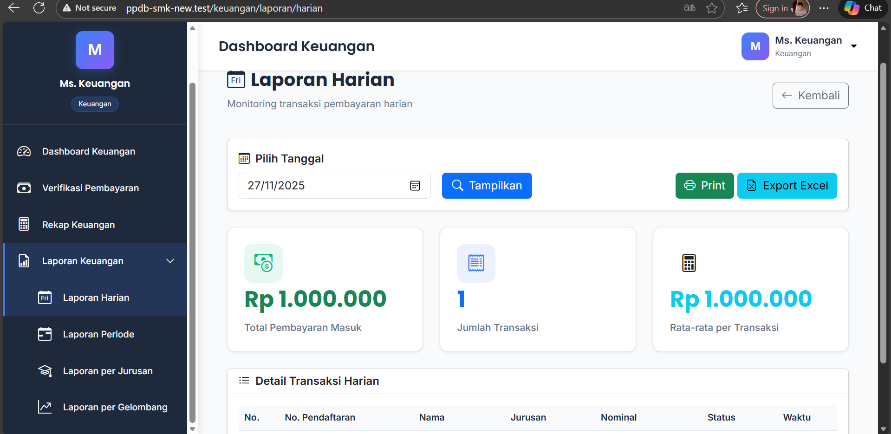 Not secure ppdb-smk-new.test/keuangan/laporan/harian
Sign in
Chat
M
Ms. Keuangan
Keuangan
Dashboard Keuangan
Verifikasi Pembayaran
Rekap Keuangan
Laporan Keuangan
Fri Laporan Harian
Laporan Periode
Laporan per Jurusan
Laporan per Gelombang
Dashboard Keuangan
M Ms. Keuangan
Keuangan
Fri Laporan Harian
Monitoring transaksi pembayaran harian
← Kembali
Pilih Tanggal
27/11/2025
Tampilkan
Print
Export Excel
Rp 1.000.000
Total Pembayaran Masuk
1
Jumlah Transaksi
Rp 1.000.000
Rata-rata per Transaksi
Detail Transaksi Harian
No. No. Pendaftaran Nama Jurusan Nominal Status Waktu